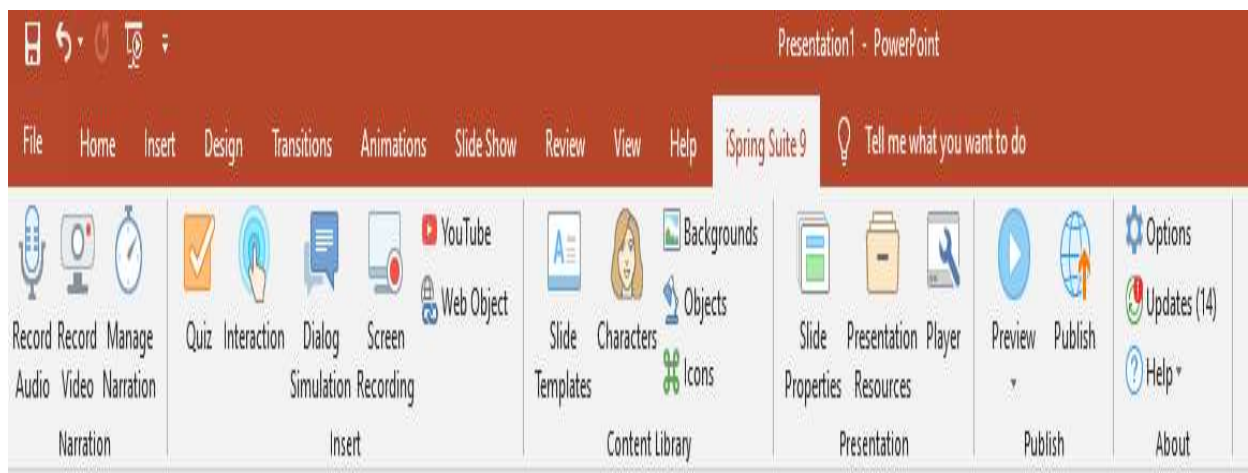 Presentation1 - PowerPoint
File Home Insert Design Transitions Animations Slide Show Review View Help iSpring Suite 9 Tell me what you want to do
Record Audio
Record Video
Manage Narration
Narration
Quiz
Interaction
Dialog Simulation
Screen Recording
YouTube
Web Object
Insert
Slide Templates
Characters
Backgrounds
Objects
Icons
Content Library
Slide Properties
Presentation Resources
Player
Presentation
Preview
Publish
Publish
Options
Updates (14)
Help
About